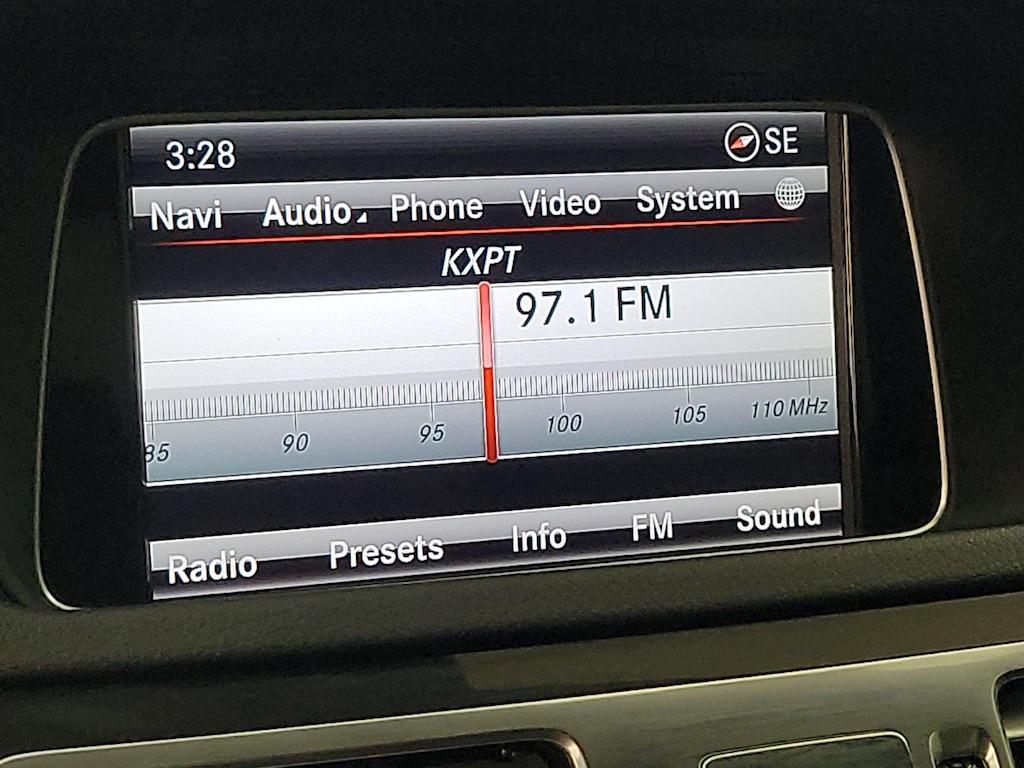 3:28 SE
Navi Audio Phone Video System
KXPT
97.1 FM
85 90 95 100 105 110 MHz
Radio Presets Info FM Sound